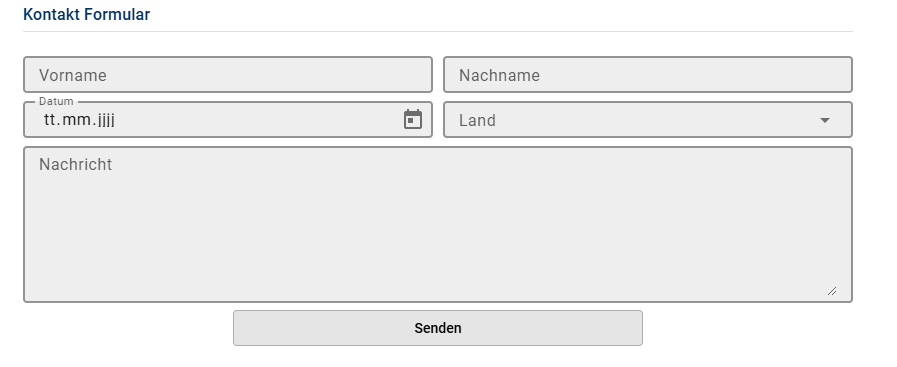 Kontakt Formular
Vorname
Nachname
Datum
tt.mm.jjjj
Land
Nachricht
Senden